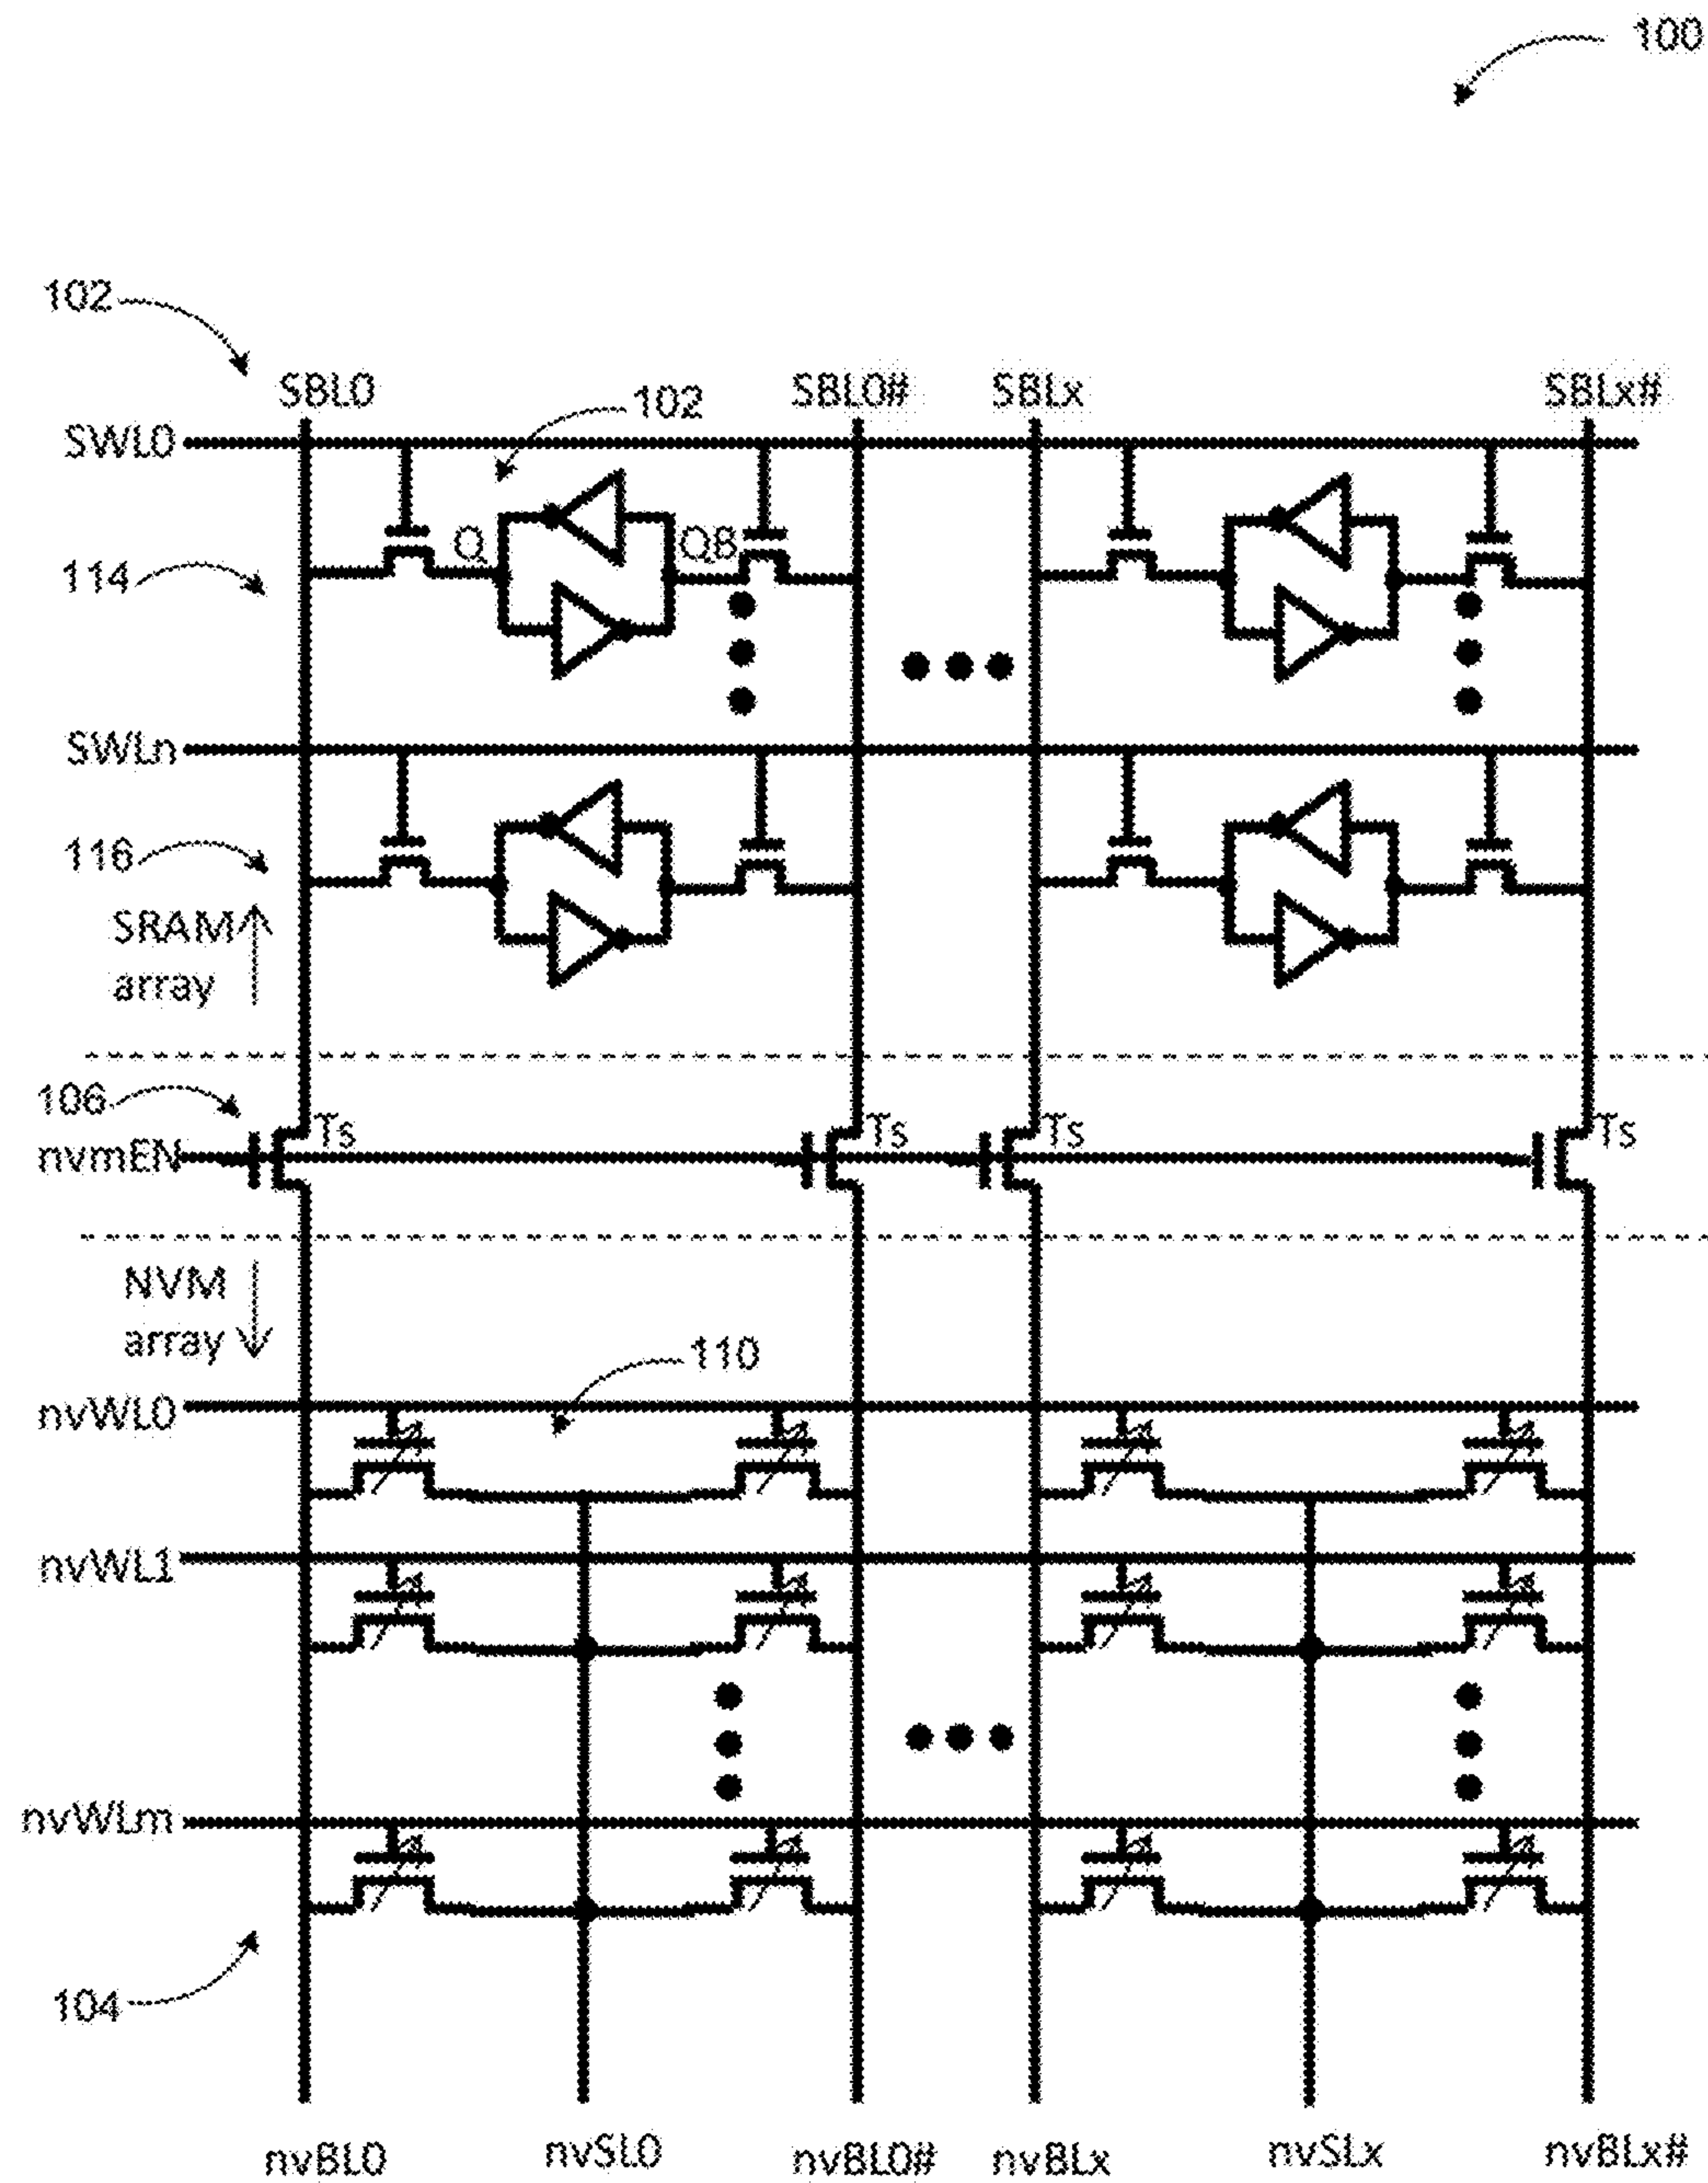 100
102
SBL0 SBL0# SBLx SBLx#
102
SWL0
Q QB
114
SWLn
116
SRAM
array
106
Ts Ts Ts Ts
nvmEN
NVM
array
110
nvWL0
nvWL1
nvWLm
104
nvBL0 nvSL0 nvBL0# nvBLx nvSLx nvBLx#